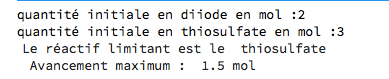 quantité initiale en diiode en mol :2
quantité initiale en thiosulfate en mol :3
Le réactif limitant est le  thiosulfate
Avancement maximum :  1.5 mol